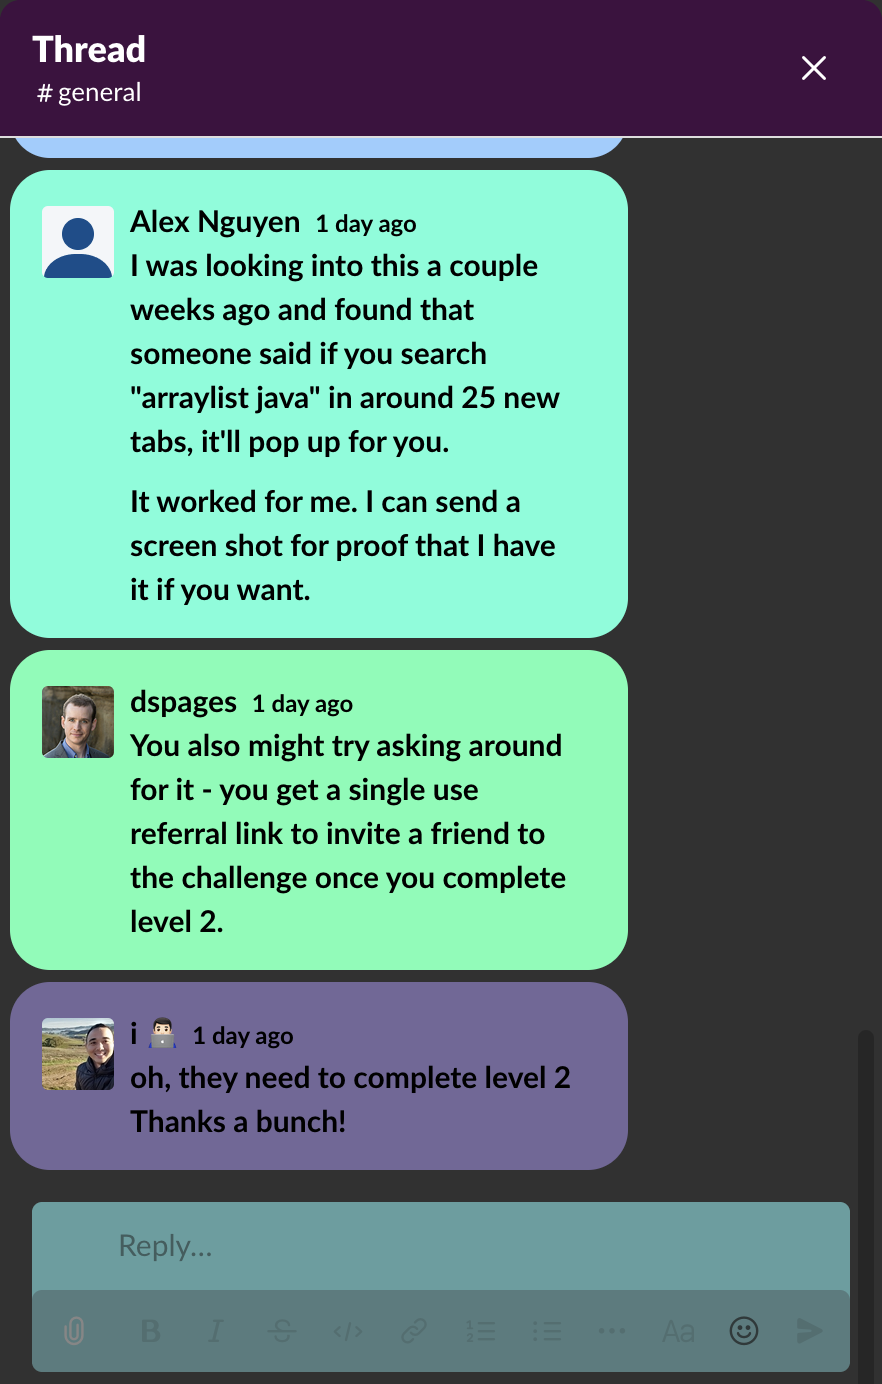 Thread
# general
Alex Nguyen 1 day ago
I was looking into this a couple
weeks ago and found that
someone said if you search
"arraylist java" in around 25 new
tabs, it'll pop up for you.
It worked for me. I can send a
screen shot for proof that I have
it if you want.
dspages 1 day ago
You also might try asking around
for it - you get a single use
referral link to invite a friend to
the challenge once you complete
level 2.
i 👨🏻‍💻 1 day ago
oh, they need to complete level 2
Thanks a bunch!
Reply...
B I S </> Aa